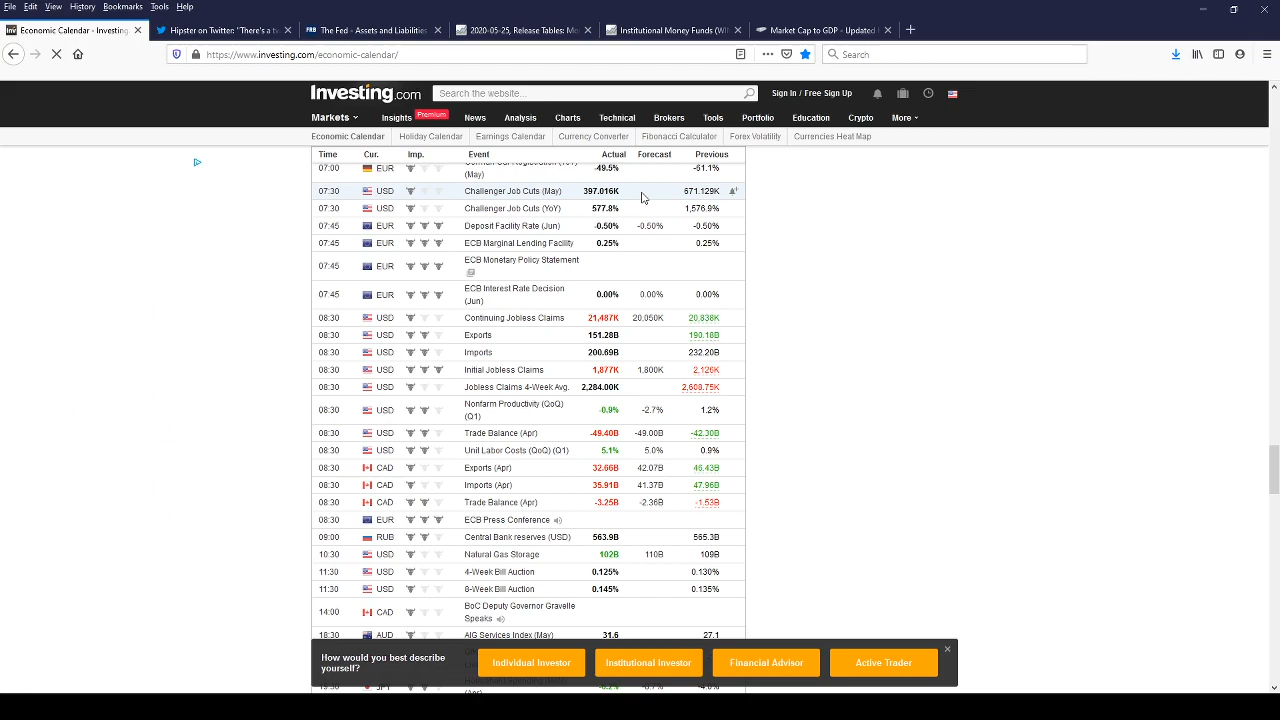 File Edit View History Bookmarks Tools Help
Economic Calendar - Investing. Hipster on Twitter: "There's a tw The Fed - Assets and Liabilities 2020-05-25, Release Tables: Mo Institutional Money Funds (WI Market Cap to GDP - Updated
https://www.investing.com/economic-calendar/ Search
Investing.com Search the website... Sign In / Free Sign Up
Markets Insights Premium News Analysis Charts Technical Brokers Tools Portfolio Education Crypto More
Economic Calendar Holiday Calendar Earnings Calendar Currency Converter Fibonacci Calculator Forex Volatility Currencies Heat Map
Time Cur. Imp. Event Actual Forecast Previous
07:00 EUR German Car Registration (YoY) (May) -49.5% -61.1%
07:30 USD Challenger Job Cuts (May) 397.016K 671.129K
07:30 USD Challenger Job Cuts (YoY) 577.8% 1,576.9%
07:45 EUR Deposit Facility Rate (Jun) -0.50% -0.50% -0.50%
07:45 EUR ECB Marginal Lending Facility 0.25% 0.25%
07:45 EUR ECB Monetary Policy Statement
07:45 EUR ECB Interest Rate Decision (Jun) 0.00% 0.00% 0.00%
08:30 USD Continuing Jobless Claims 21,487K 20,050K 20,838K
08:30 USD Exports 151.28B 190.18B
08:30 USD Imports 200.69B 232.20B
08:30 USD Initial Jobless Claims 1,877K 1,800K 2,126K
08:30 USD Jobless Claims 4-Week Avg. 2,284.00K 2,608.75K
08:30 USD Nonfarm Productivity (QoQ) (Q1) -0.9% -2.7% 1.2%
08:30 USD Trade Balance (Apr) -49.40B -49.00B -42.30B
08:30 USD Unit Labor Costs (QoQ) (Q1) 5.1% 5.0% 0.9%
08:30 CAD Exports (Apr) 32.66B 42.07B 46.43B
08:30 CAD Imports (Apr) 35.91B 41.37B 47.96B
08:30 CAD Trade Balance (Apr) -3.25B -2.36B -1.53B
08:30 EUR ECB Press Conference
09:00 RUB Central Bank reserves (USD) 563.9B 565.3B
10:30 USD Natural Gas Storage 102B 110B 109B
11:30 USD 4-Week Bill Auction 0.125% 0.130%
11:30 USD 8-Week Bill Auction 0.145% 0.135%
14:00 CAD BoC Deputy Governor Gravelle Speaks
18:30 AUD AIG Services Index (May) 31.6 27.1
How would you best describe yourself? Individual Investor Institutional Investor Financial Advisor Active Trader
JPY
(Apr)